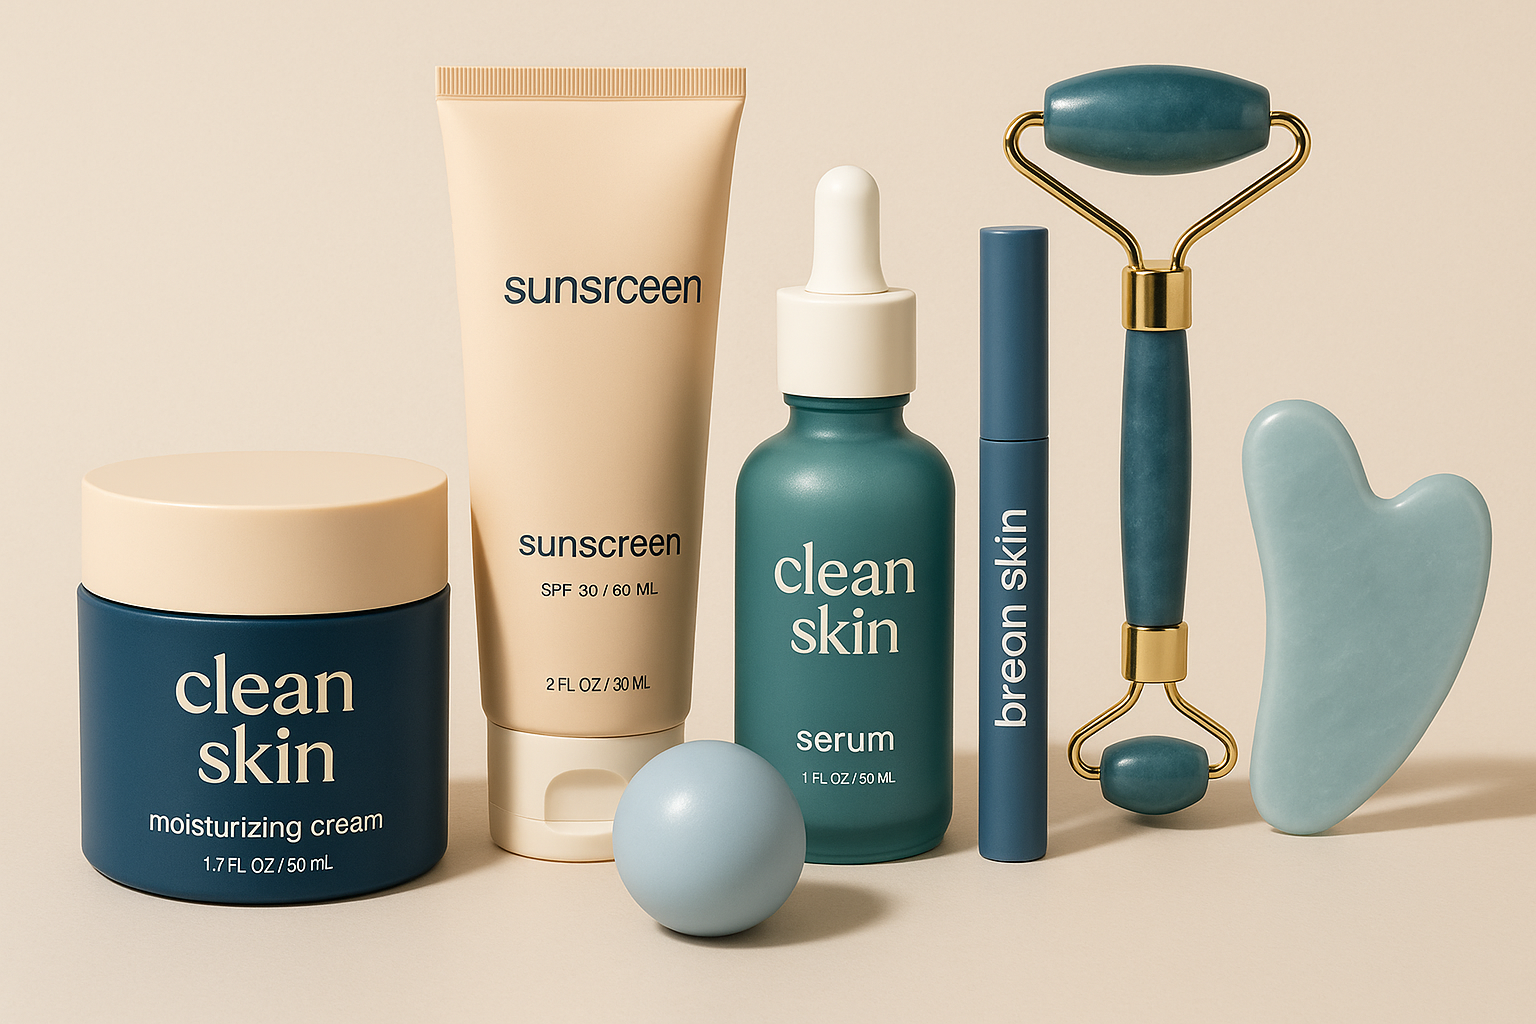 clean
skin
moisturizing cream
1.7 FL OZ / 50 mL
sunsrceen
sunscreen
SPF 30 / 60 ML
2 FL OZ / 30 ML
clean
skin
serum
1 FL OZ / 50 ML
brean skin